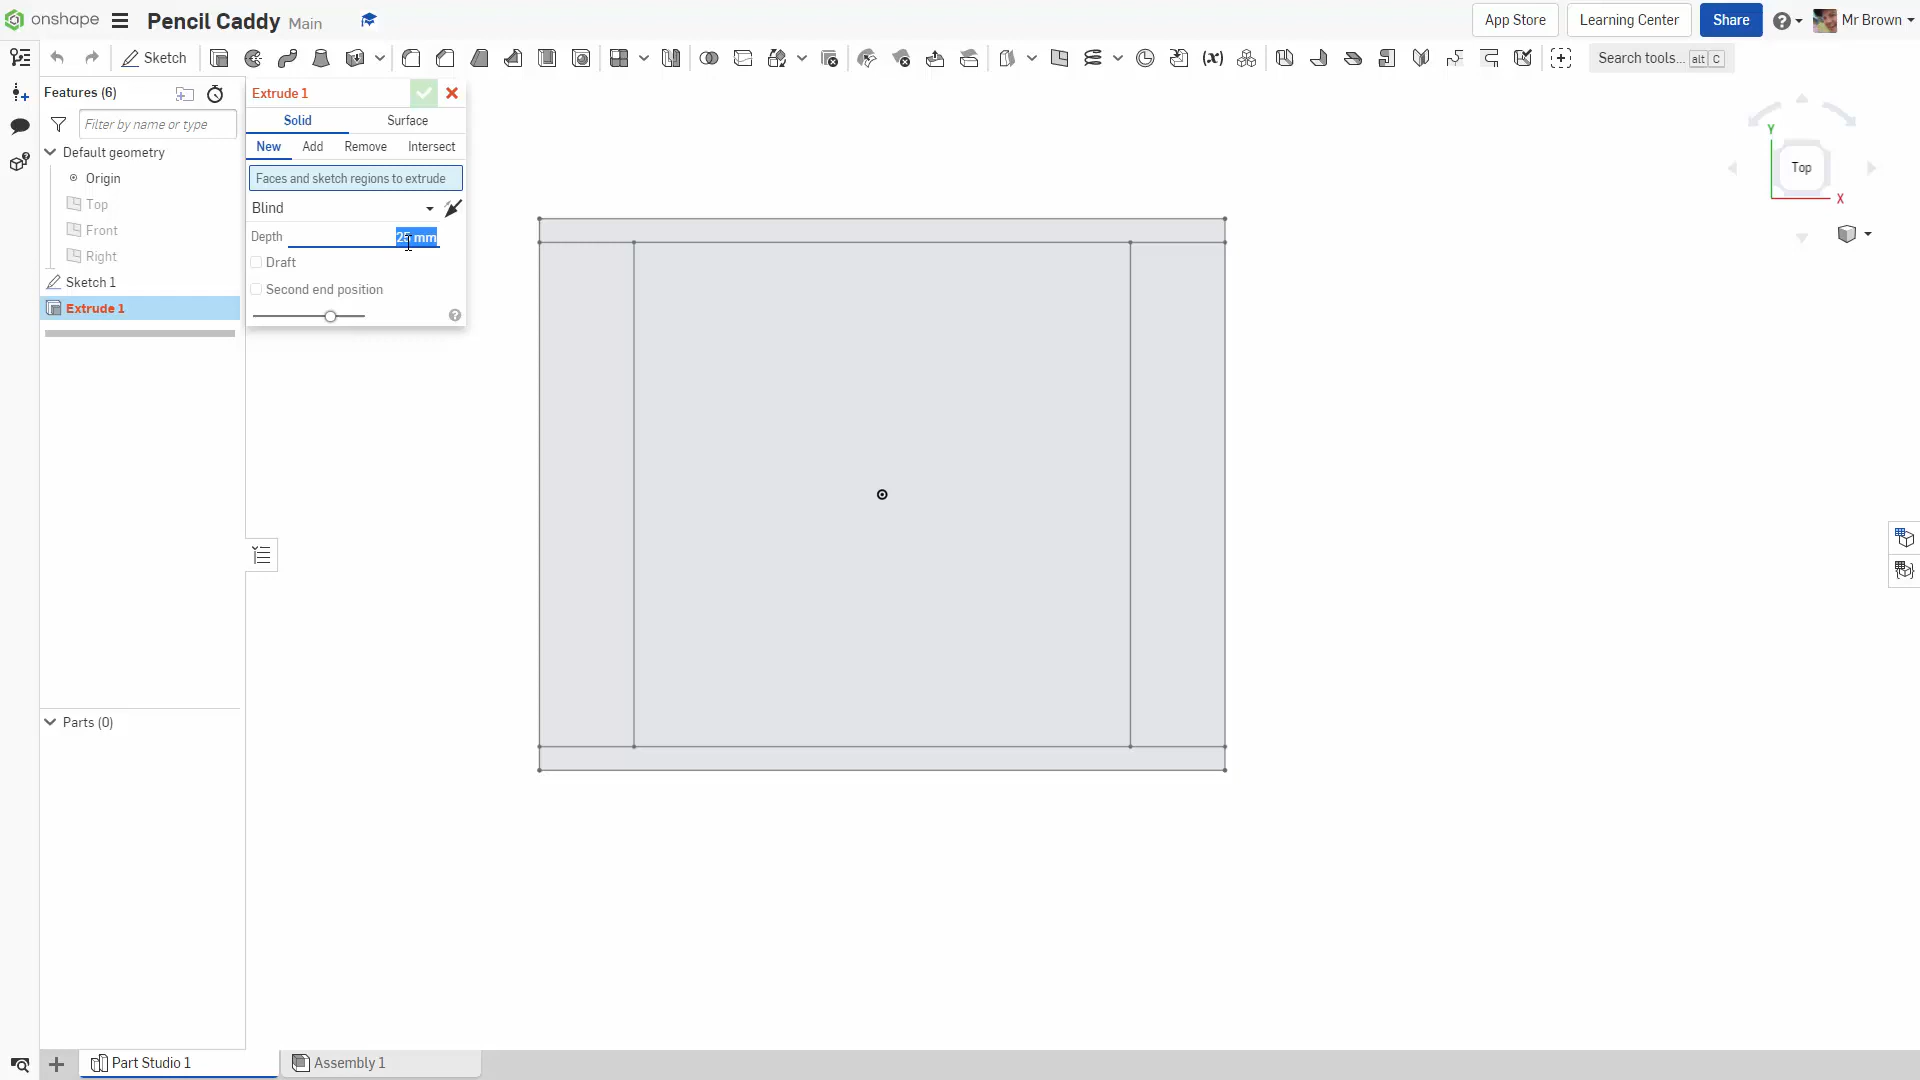 onshape
Pencil Caddy Main
App Store
Learning Center
Share
Mr Brown
Sketch
(x)
Search tools... alt C
Features (6)
Filter by name or type
Default geometry
Origin
Top
Front
Right
Sketch 1
Extrude 1
Extrude 1
Solid
Surface
New
Add
Remove
Intersect
Faces and sketch regions to extrude
Blind
Depth
25 mm
Draft
Second end position
Y
Top
X
Parts (0)
Part Studio 1
Assembly 1